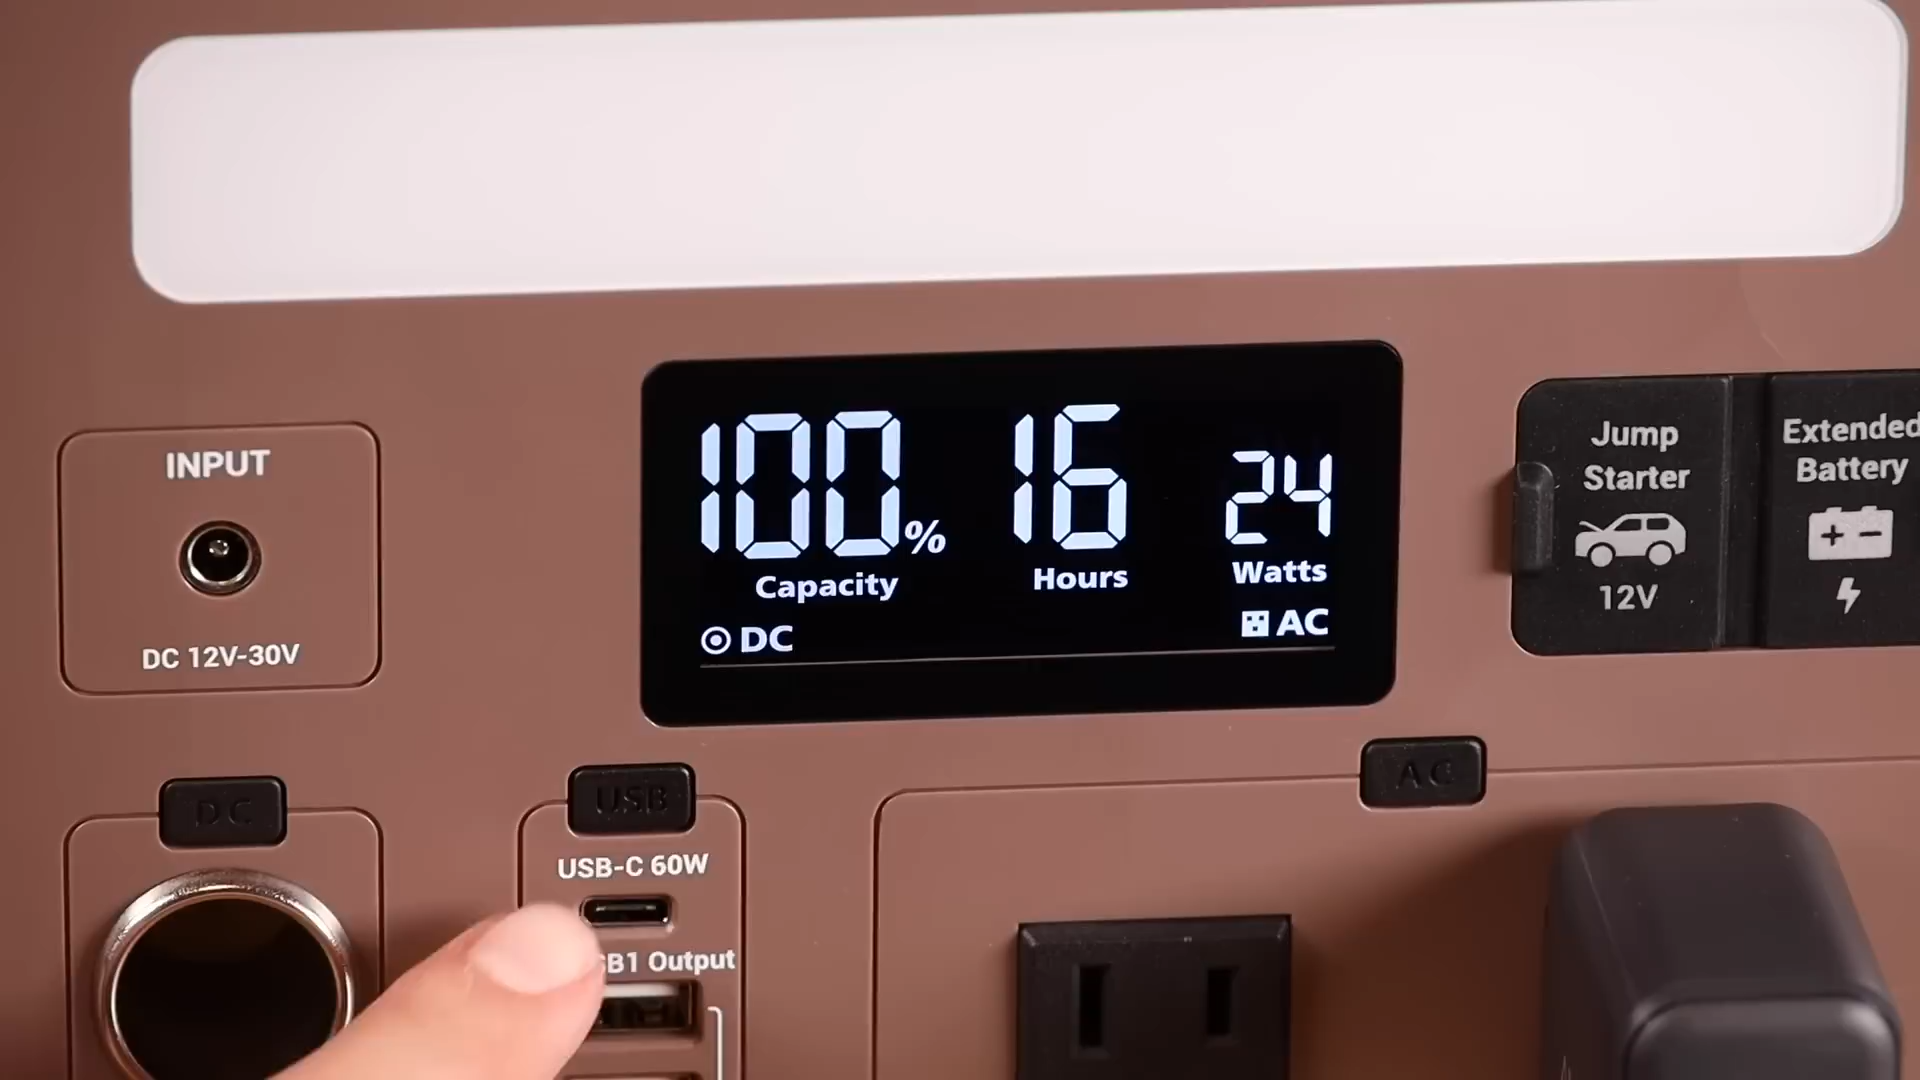 INPUT
DC 12V-30V
100% 16 24
Capacity Hours Watts
DC AC
Jump
Starter
12V
Extended
Battery
DC
USB
AC
USB-C 60W
SB1 Output